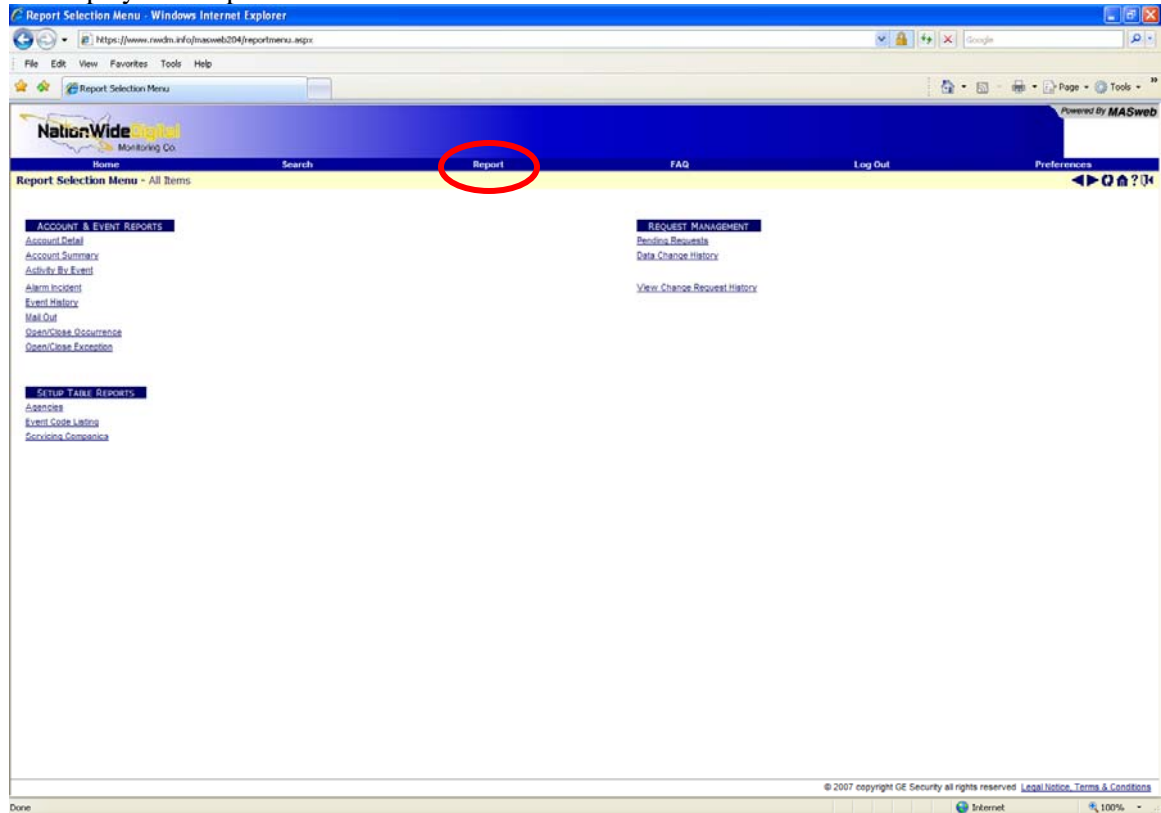 Report Selection Menu - Windows Internet Explorer
https://www.nwdm.info/masweb204/reportmenu.aspx
Google
File Edit View Favorites Tools Help
Report Selection Menu
Page Tools
Powered By MASweb
NationWide Digital
Monitoring Co.
Home Search Report FAQ Log Out Preferences
Report Selection Menu - All Items
ACCOUNT & EVENT REPORTS
Account Detail
Account Summary
Activity By Event
Alarm Incident
Event History
Mail Out
Open/Close Occurrence
Open/Close Exception
REQUEST MANAGEMENT
Pending Requests
Data Change History
View Change Request History
SETUP TABLE REPORTS
Agencies
Event Code Listing
Servicing Companies
© 2007 copyright GE Security all rights reserved Legal Notice, Terms & Conditions
Done Internet 100%